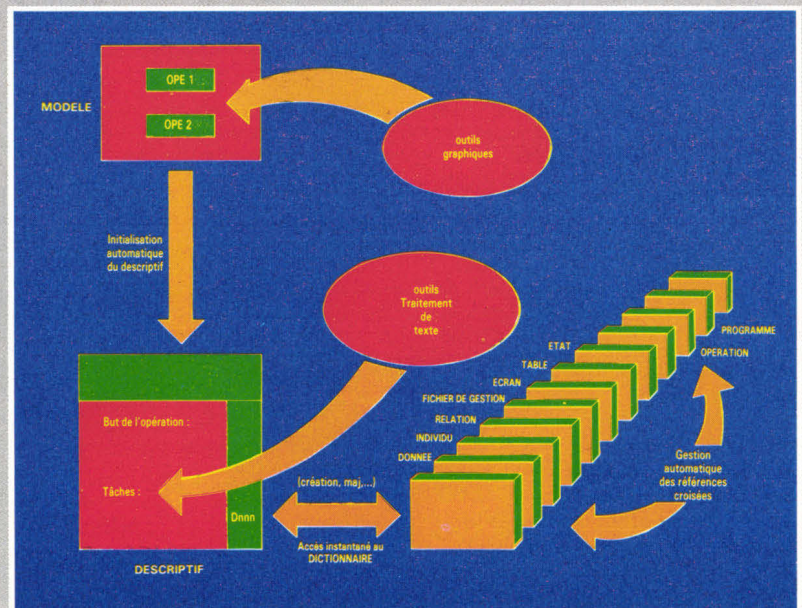 OPE 1
MODELE
OPE 2
outils
graphiques
Initialisation
automatique
du descriptif
outils
Traitement
de
texte
PROGRAMME
OPERATION
ETAT
TABLE
ECRAN
FICHIER DE GESTION
RELATION
INDIVIDU
DONNEE
Gestion
automatique
des références
croisées
But de l'opération :
Tâches :
Dnnn
(création, maj,...)
Accès instantané au
DICTIONNAIRE
DESCRIPTIF